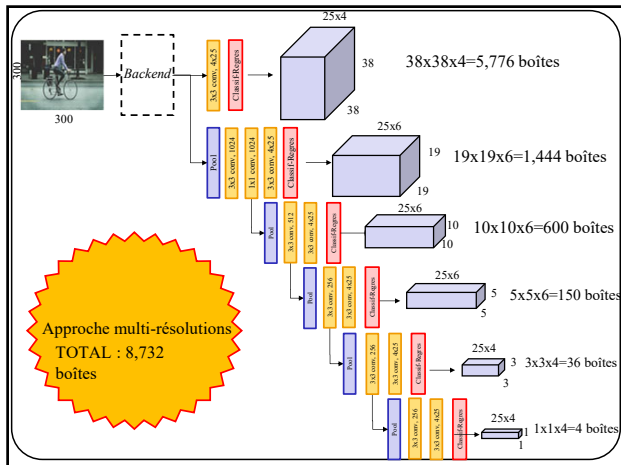 25x4
38
38
38x38x4=5,776 boîtes
300
300
Backend
3x3 conv, 4x25
Classif-Regres
25x6
19
19
19x19x6=1,444 boîtes
Pool
3x3 conv, 1024
1x1 conv, 1024
3x3 conv, 4x25
Classif-Regres
25x6
10
10
10x10x6=600 boîtes
Pool
3x3 conv, 512
3x3 conv, 4x25
Classif-Regres
25x6
5
5
5x5x6=150 boîtes
Pool
3x3 conv, 256
3x3 conv, 4x25
Classif-Regres
25x4
3
3
3x3x4=36 boîtes
Pool
3x3 conv, 256
3x3 conv, 4x25
Classif-Regres
25x4
1
1
1x1x4=4 boîtes
Pool
3x3 conv, 256
3x3 conv, 4x25
Classif-Regres
Approche multi-résolutions
TOTAL : 8,732
boîtes